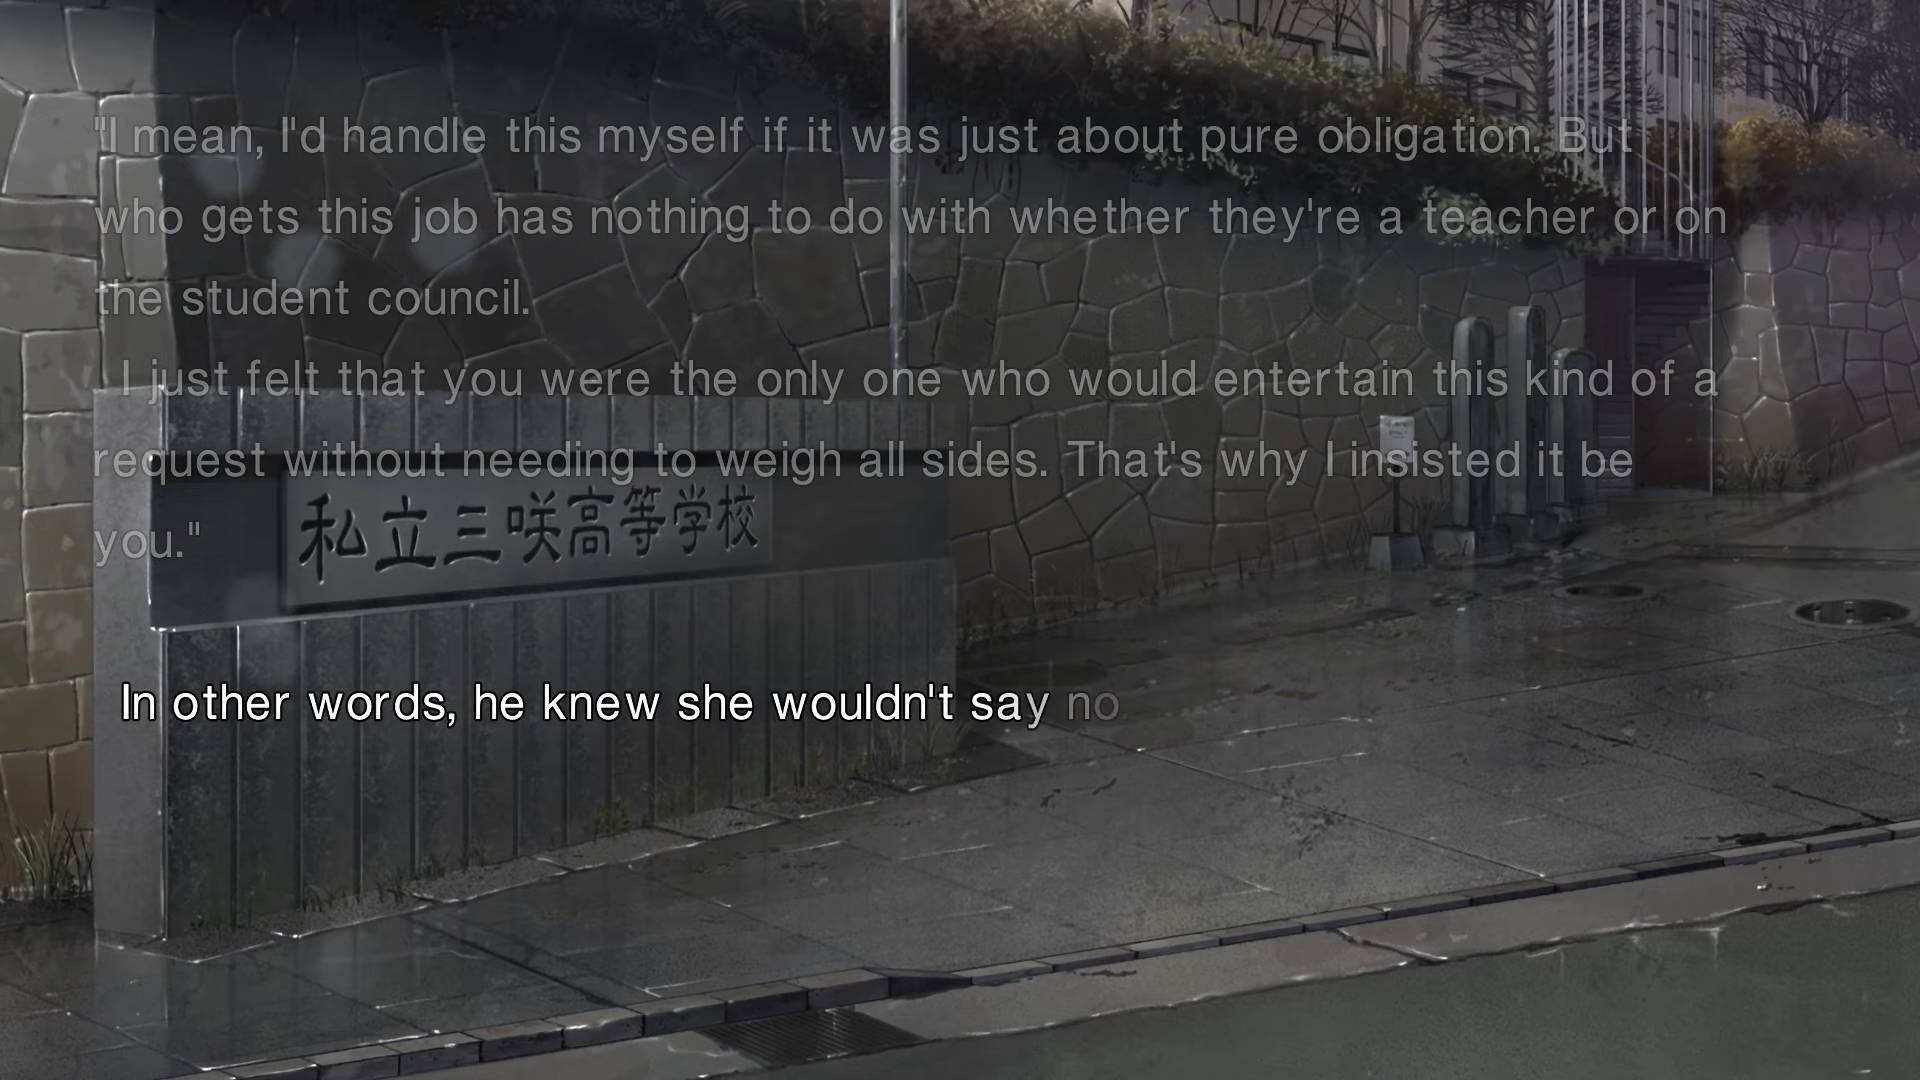 "I mean, I'd handle this myself if it was just about pure obligation. But
who gets this job has nothing to do with whether they're a teacher or on
the student council.
I just felt that you were the only one who would entertain this kind of a
request without needing to weigh all sides. That's why I insisted it be
you."
私立三咲高等学校
In other words, he knew she wouldn't say no.